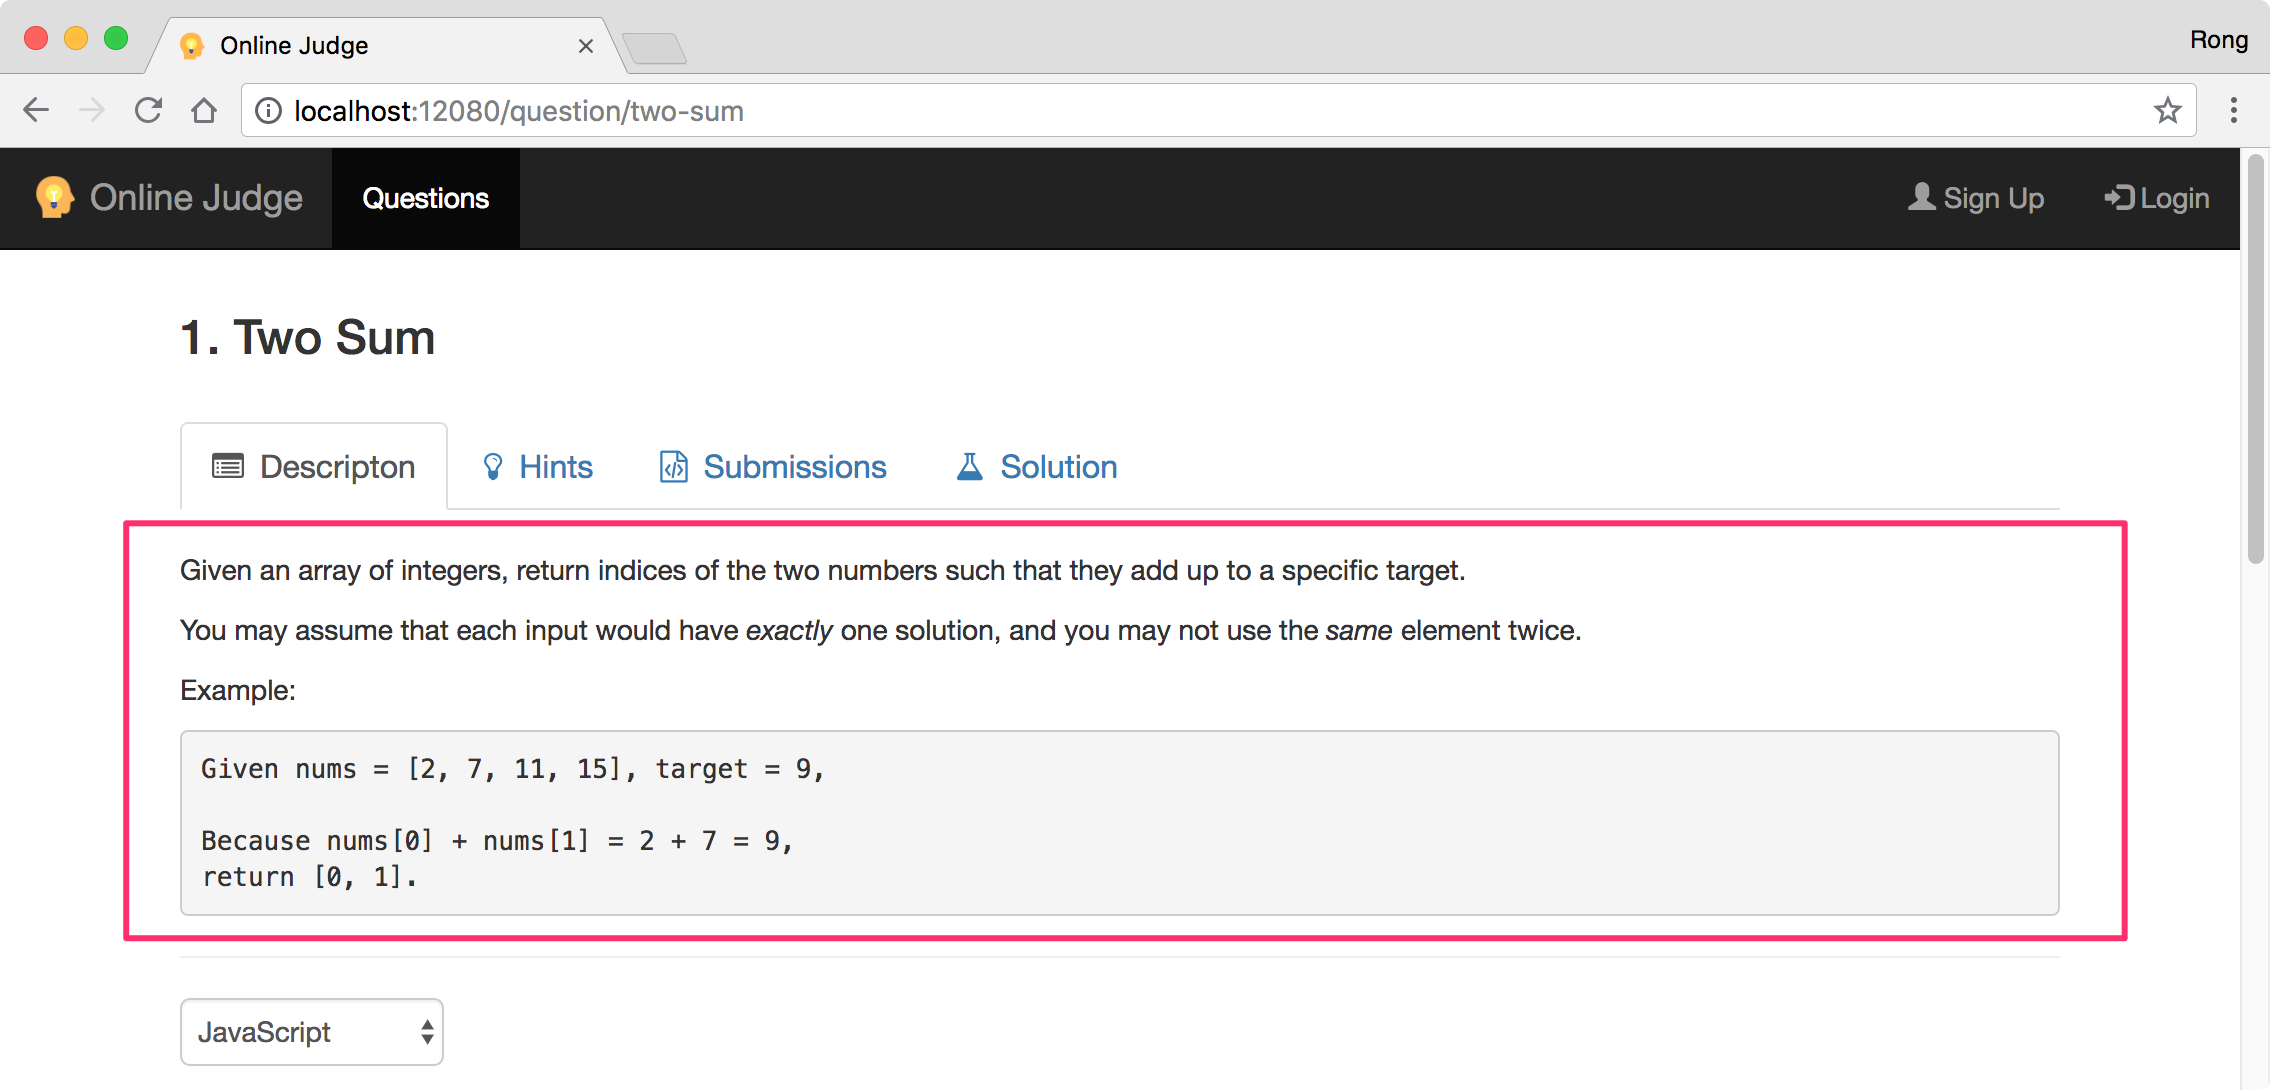 Online Judge
Rong
localhost:12080/question/two-sum
Online Judge
Questions
Sign Up
Login
1. Two Sum
Descripton
Hints
Submissions
Solution
Given an array of integers, return indices of the two numbers such that they add up to a specific target.
You may assume that each input would have exactly one solution, and you may not use the same element twice.
Example:
Given nums = [2, 7, 11, 15], target = 9,
Because nums[0] + nums[1] = 2 + 7 = 9,
return [0, 1].
JavaScript